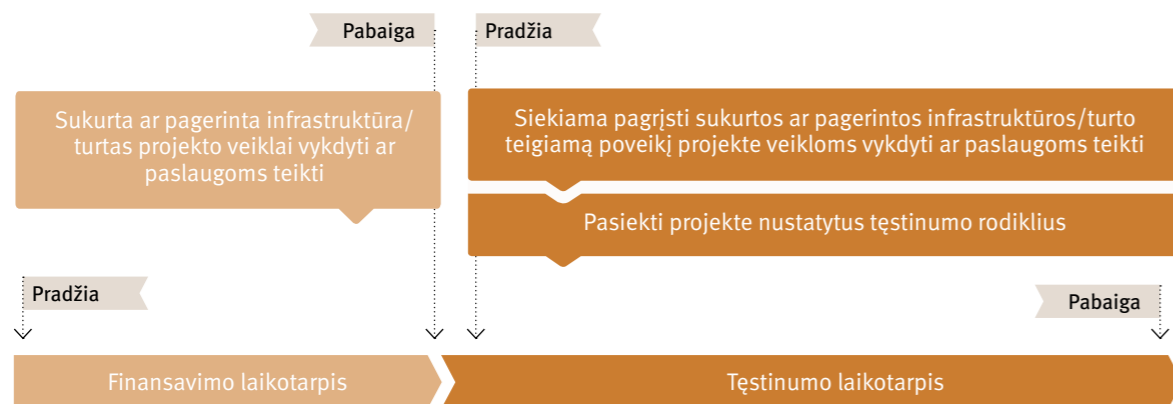 Pabaiga
Pradžia
Sukurta ar pagerinta infrastruktūra/
turtas projekto veiklai vykdyti ar
paslaugoms teikti
Siekiama pagrįsti sukurtos ar pagerintos infrastruktūros/turto
teigiamą poveikį projekte veikloms vykdyti ar paslaugoms teikti
Pasiekti projekte nustatytus tęstinumo rodiklius
Pradžia
Pabaiga
Finansavimo laikotarpis
Tęstinumo laikotarpis